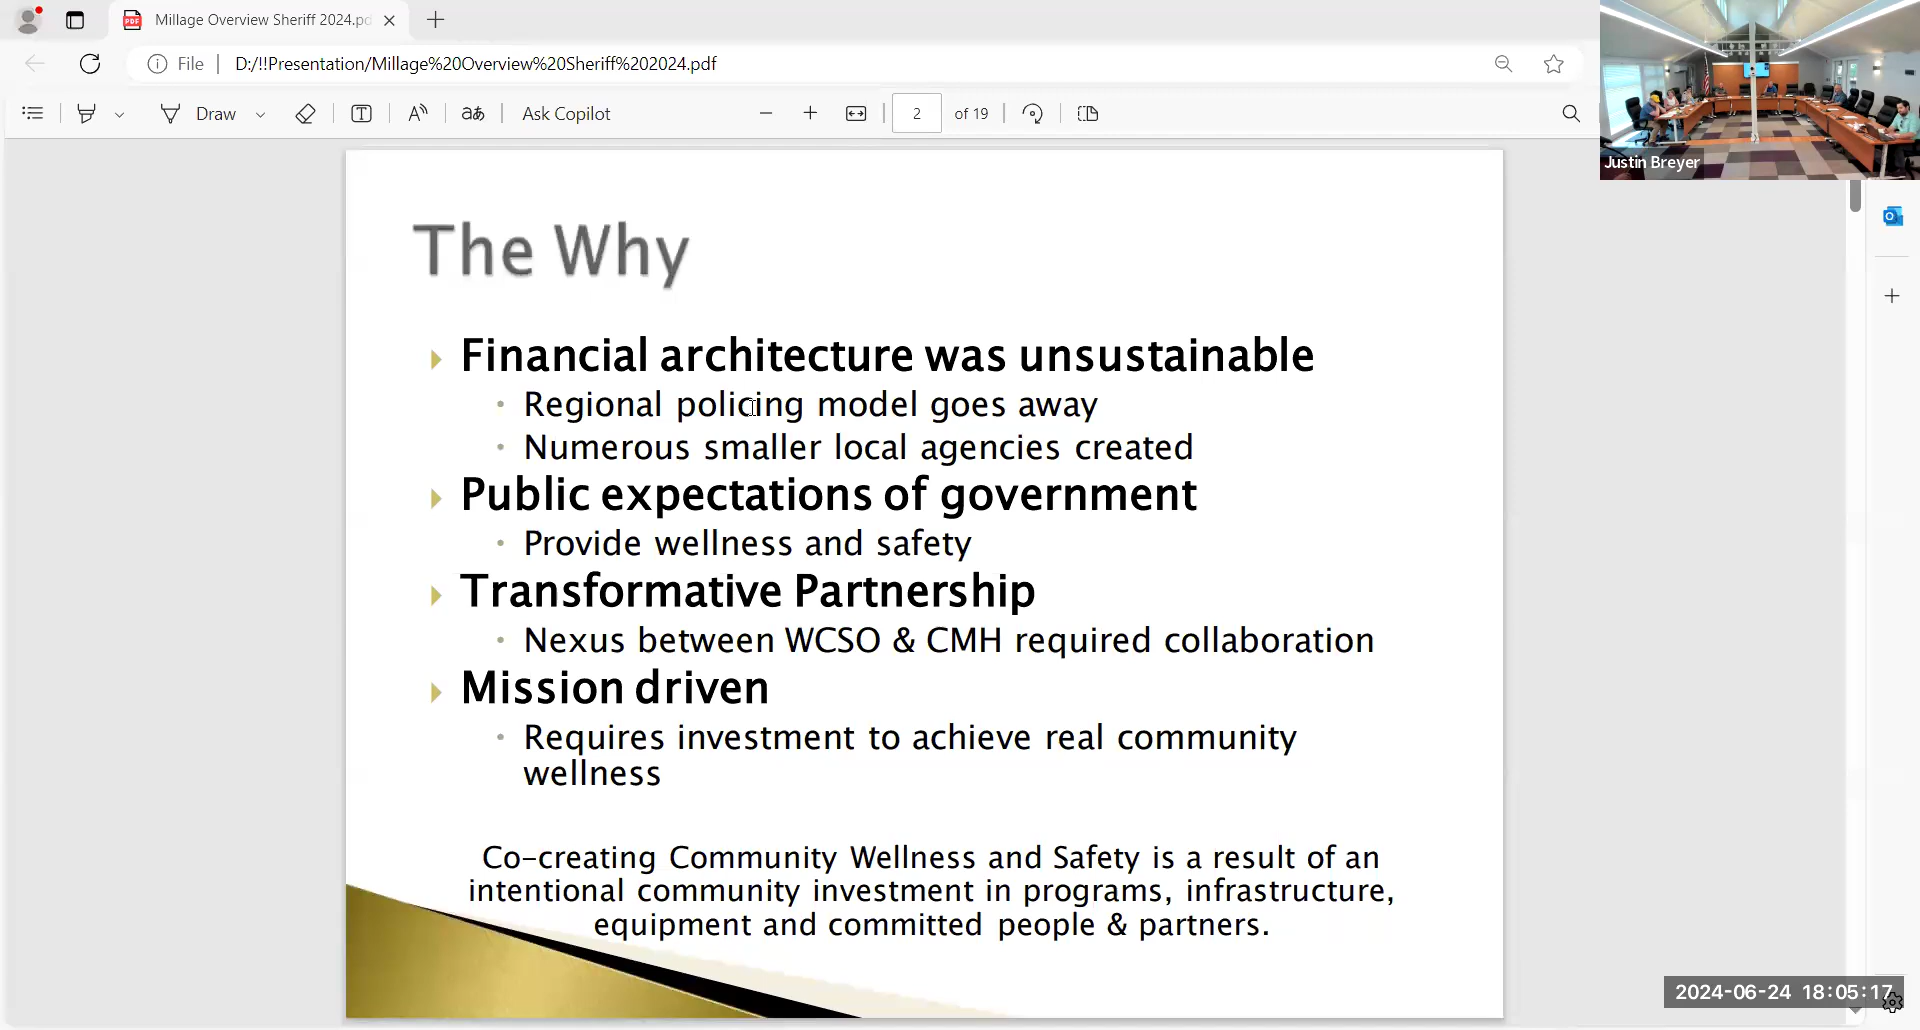 Millage Overview Sheriff 2024.pd
File
D:/!!Presentation/Millage%20Overview%20Sheriff%202024.pdf
Draw
aあ
Ask Copilot
2
of 19
Justin Breyer
The Why
Financial architecture was unsustainable
Regional policing model goes away
Numerous smaller local agencies created
Public expectations of government
Provide wellness and safety
Transformative Partnership
Nexus between WCSO & CMH required collaboration
Mission driven
Requires investment to achieve real community
wellness
Co-creating Community Wellness and Safety is a result of an
intentional community investment in programs, infrastructure,
equipment and committed people & partners.
2024-06-24 18:05:17